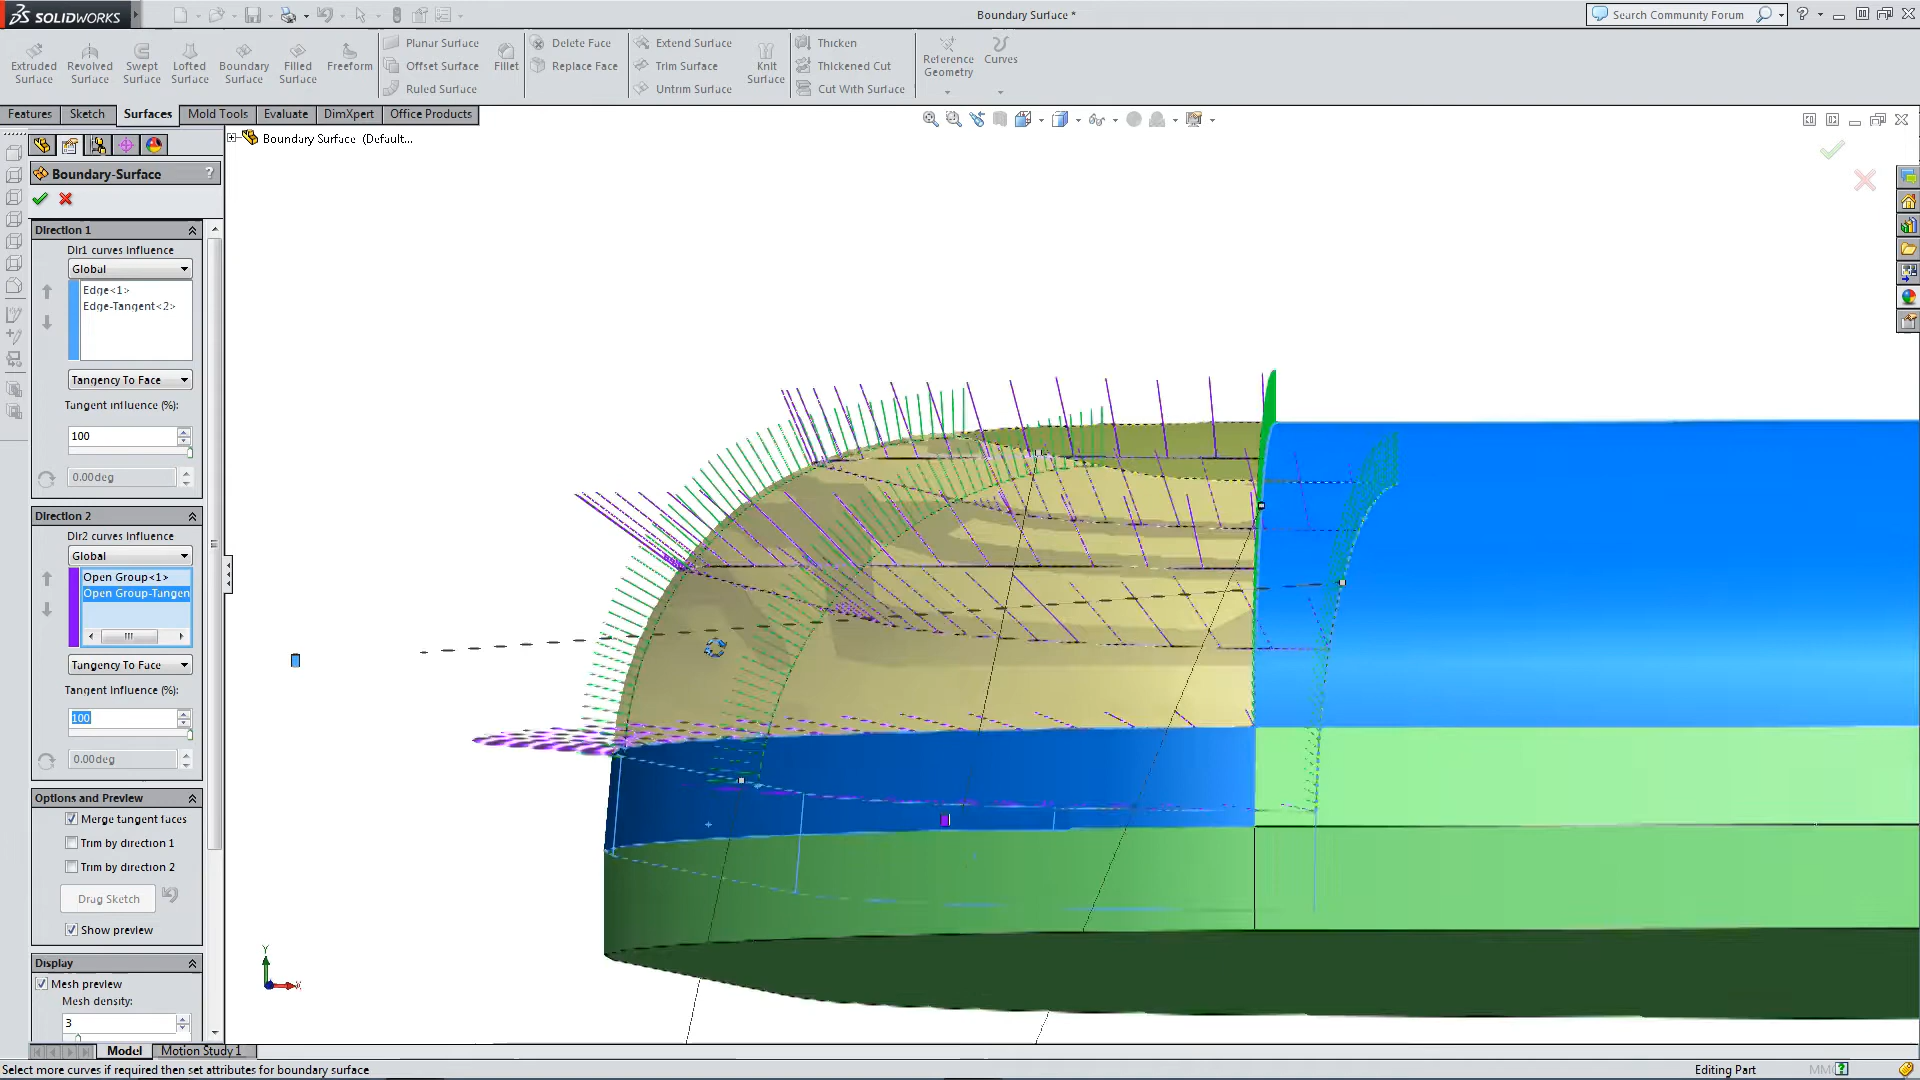 SOLIDWORKS
Boundary Surface *
Search Community Forum
Extruded Surface
Revolved Surface
Swept Surface
Lofted Surface
Boundary Surface
Filled Surface
Freeform
Planar Surface
Offset Surface
Ruled Surface
Fillet
Delete Face
Replace Face
Extend Surface
Trim Surface
Untrim Surface
Knit Surface
Thicken
Thickened Cut
Cut With Surface
Reference Geometry
Curves
Features
Sketch
Surfaces
Mold Tools
Evaluate
DimXpert
Office Products
Boundary Surface (Default...
Boundary-Surface
?
Direction 1
Dir1 curves influence
Global
Edge<1>
Edge-Tangent<2>
Tangency To Face
Tangent influence (%):
100
0.00deg
Direction 2
Dir2 curves influence
Global
Open Group<1>
Open Group-Tangen
Tangency To Face
Tangent Influence (%):
100
0.00deg
Options and Preview
Merge tangent faces
Trim by direction 1
Trim by direction 2
Drag Sketch
Show preview
Display
Mesh preview
Mesh density:
3
Y
X
Model
Motion Study 1
Select more curves if required then set attributes for boundary surface
Editing Part